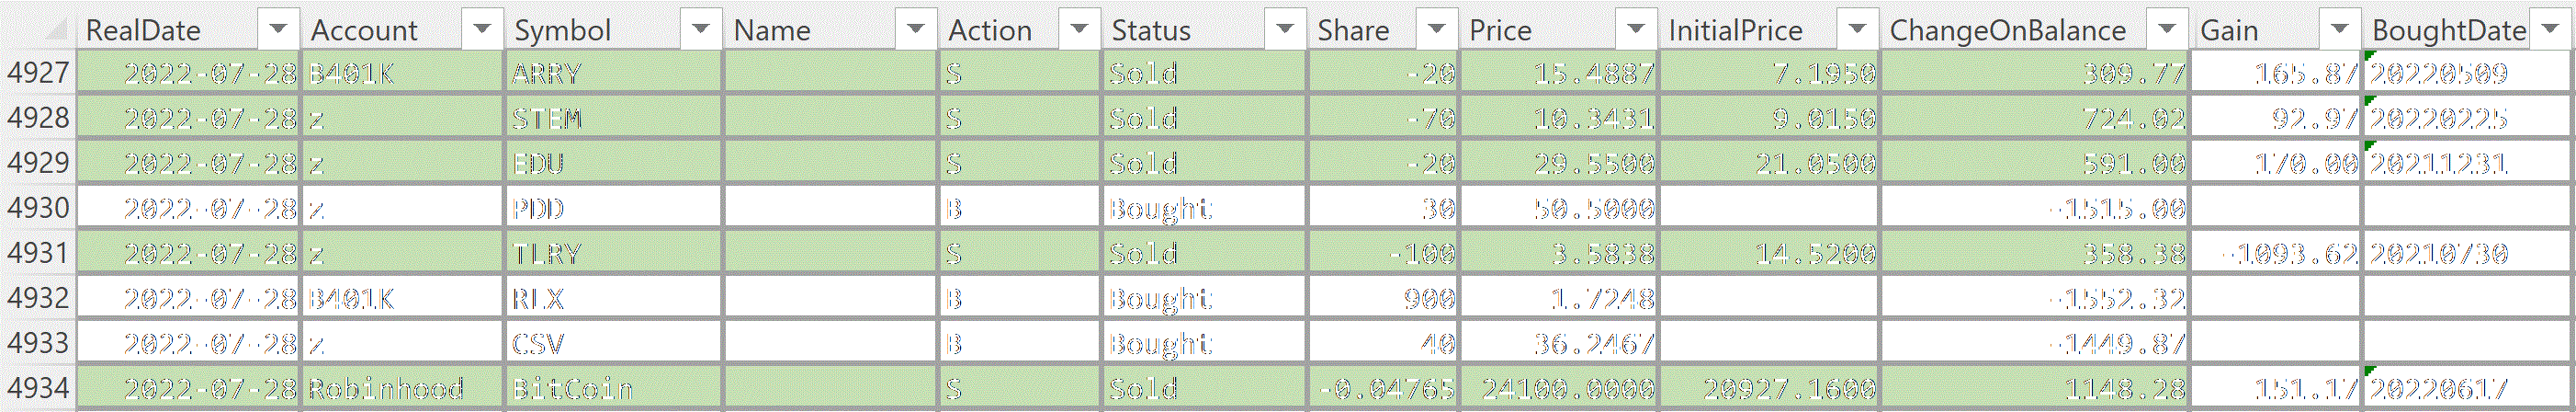 RealDate Account Symbol Name Action Status Share Price InitialPrice ChangeOnBalance Gain BoughtDate
4927 2022-07-28 B401K ARRY S Sold -20 15.4887 7.1950 309.77 165.87 20220509
4928 2022-07-28 z STEM S Sold -70 10.3431 9.0150 724.02 92.97 20220225
4929 2022-07-28 z EDU S Sold -20 29.5500 21.0500 591.00 170.00 20211231
4930 2022-07-28 z PDD B Bought 30 50.5000 -1515.00
4931 2022-07-28 z TLRY S Sold -100 3.5838 14.5200 358.38 -1093.62 20210730
4932 2022-07-28 B401K RLX B Bought 900 1.7248 -1552.32
4933 2022-07-28 z CSV B Bought 40 36.2467 -1449.87
4934 2022-07-28 Robinhood BitCoin S Sold -0.04765 24100.0000 20927.1600 1148.28 151.17 20220617